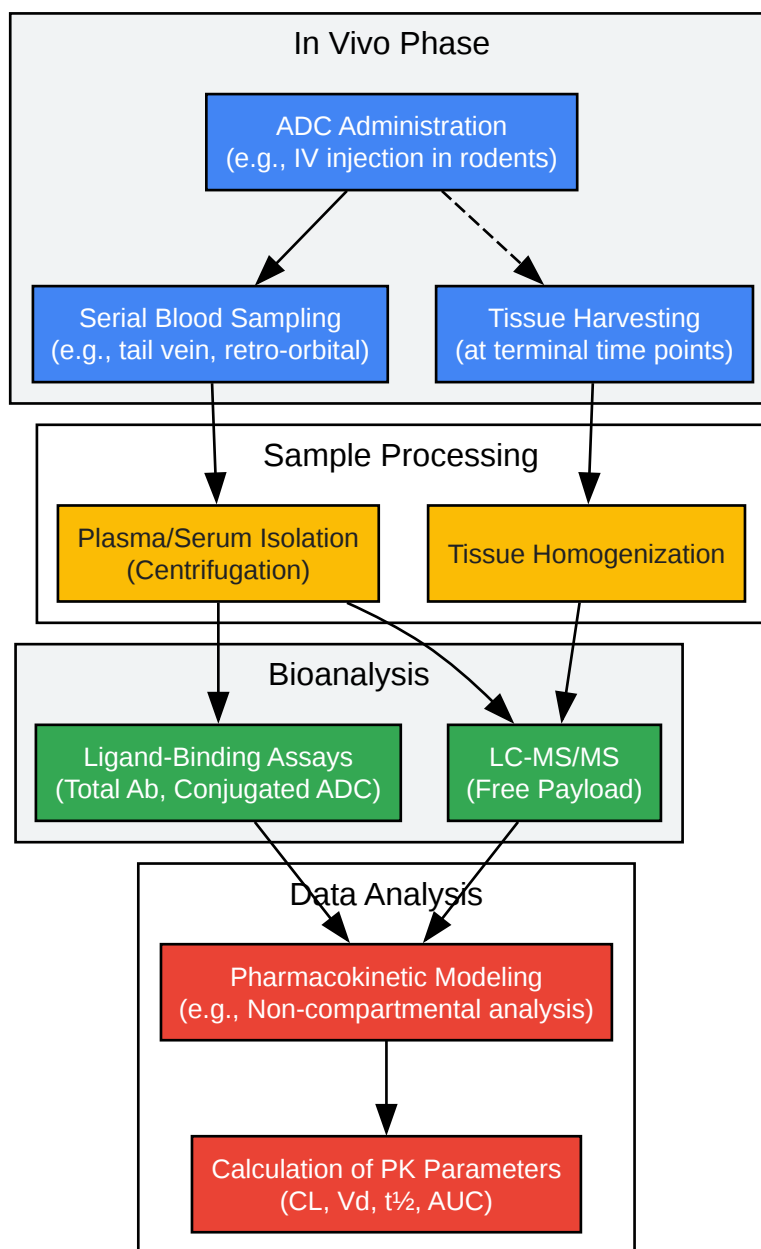 In Vivo Phase
ADC Administration
(e.g., IV injection in rodents)
Serial Blood Sampling
(e.g., tail vein, retro-orbital)
Tissue Harvesting
(at terminal time points)
Sample Processing
Plasma/Serum Isolation
(Centrifugation)
Tissue Homogenization
Bioanalysis
Ligand-Binding Assays
(Total Ab, Conjugated ADC)
LC-MS/MS
(Free Payload)
Data Analysis
Pharmacokinetic Modeling
(e.g., Non-compartmental analysis)
Calculation of PK Parameters
(CL, Vd, t½, AUC)